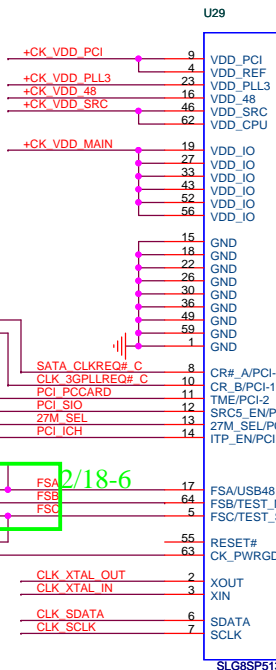 U29
+CK_VDD_PCI 9 VDD_PCI
4 VDD_REF
+CK_VDD_PLL3 23 VDD_PLL3
+CK_VDD_48 16 VDD_48
+CK_VDD_SRC 46 VDD_SRC
62 VDD_CPU
+CK_VDD_MAIN 19 VDD_IO
27 VDD_IO
33 VDD_IO
43 VDD_IO
52 VDD_IO
56 VDD_IO
15 GND
18 GND
22 GND
26 GND
30 GND
36 GND
49 GND
59 GND
1 GND
SATA_CLKREQ#_C 8 CR#_A/PCI-
CLK_3GPLLREQ#_C 10 CR_B/PCI-1
PCI_PCCARD 11 TME/PCI-2
PCI_SIO 12 SRC5_EN/P
27M_SEL 13 27M_SEL/PC
PCI_ICH 14 ITP_EN/PCI
2/18-6
FSA 17 FSA/USB48
FSB 64 FSB/TEST_
FSC 5 FSC/TEST_
55 RESET#
63 CK_PWRGD
CLK_XTAL_OUT 2 XOUT
CLK_XTAL_IN 3 XIN
CLK_SDATA 6 SDATA
CLK_SCLK 7 SCLK
SLG8SP513